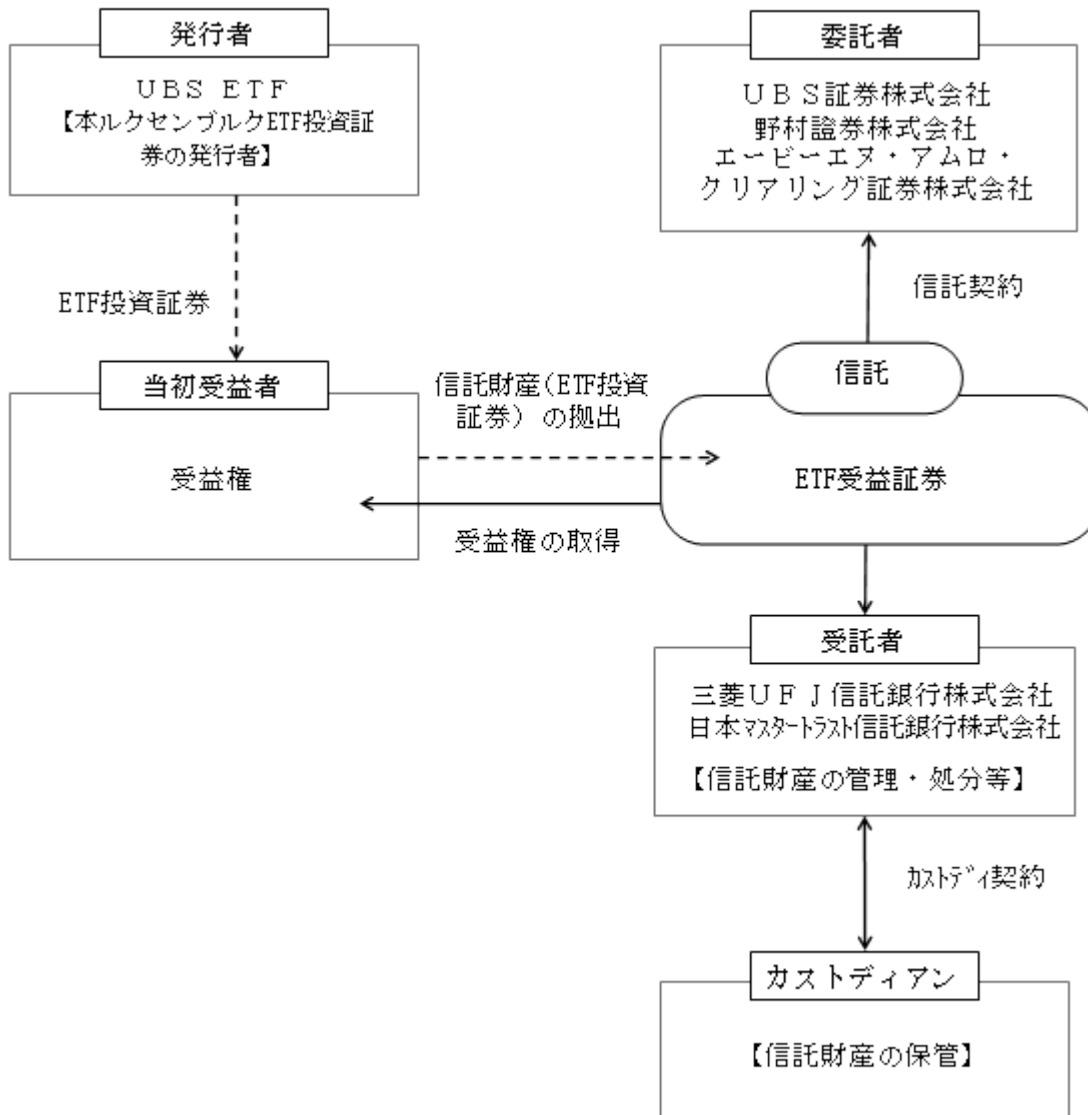 発行者
ＵＢＳ ＥＴＦ
【本ルクセンブルクETF投資証
券の発行者】
委託者
ＵＢＳ証券株式会社
野村證券株式会社
エービーエヌ・アムロ・
クリアリング証券株式会社
ETF投資証券
信託契約
当初受益者
受益権
信託財産(ETF投資
証券）の拠出
受益権の取得
信託
ETF受益証券
受託者
三菱ＵＦＪ信託銀行株式会社
日本ﾏｽﾀｰﾄﾗｽﾄ信託銀行株式会社
【信託財産の管理・処分等】
ｶｽﾄﾃﾞｨ契約
カストディアン
【信託財産の保管】